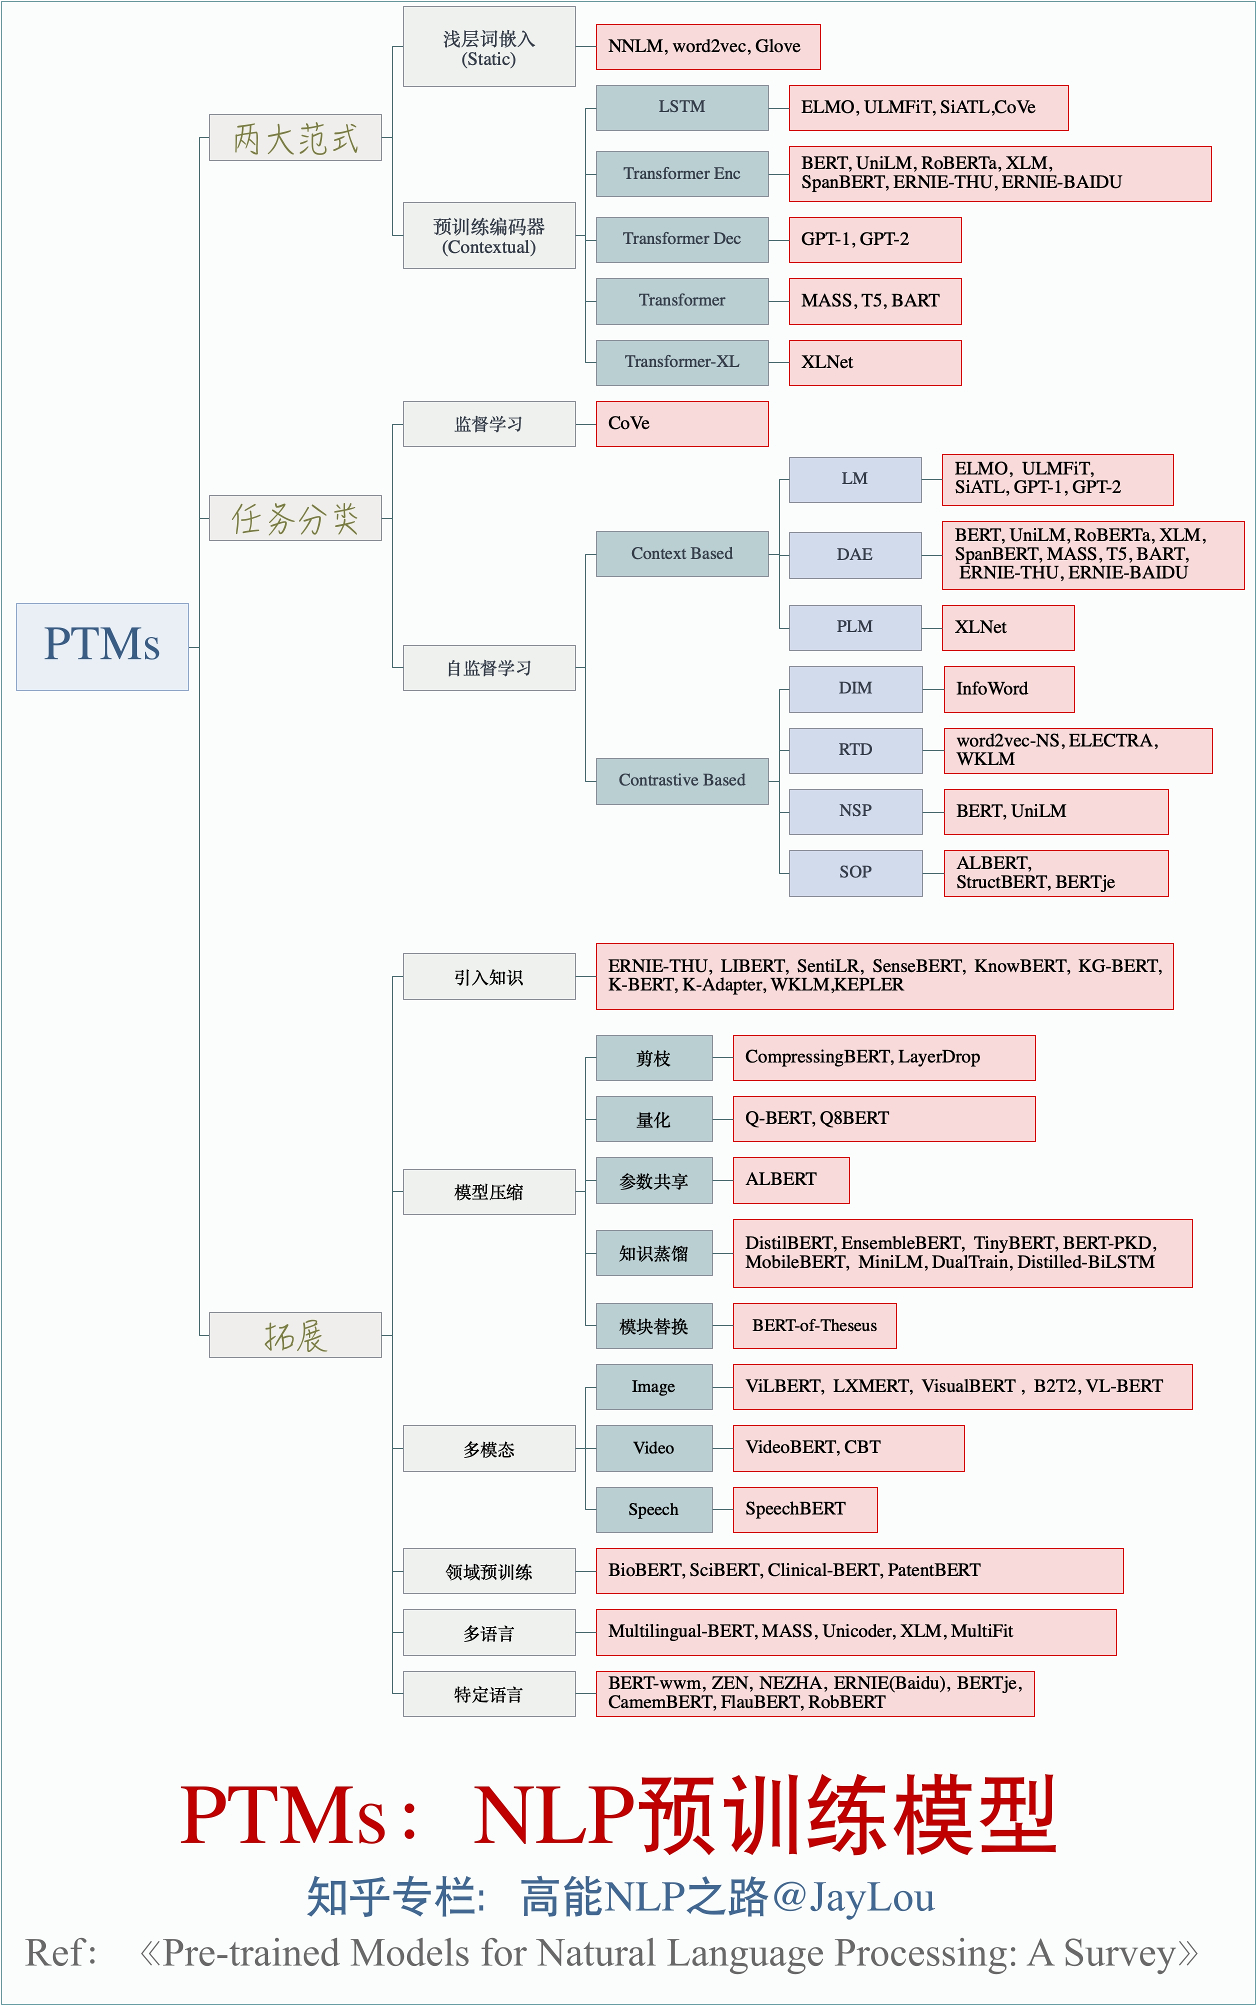 PTMs
两大范式
浅层词嵌入
(Static)
NNLM, word2vec, Glove
预训练编码器
(Contextual)
LSTM
ELMO, ULMFiT, SiATL,CoVe
Transformer Enc
BERT, UniLM, RoBERTa, XLM,
SpanBERT, ERNIE-THU, ERNIE-BAIDU
Transformer Dec
GPT-1, GPT-2
Transformer
MASS, T5, BART
Transformer-XL
XLNet
任务分类
监督学习
CoVe
自监督学习
Context Based
LM
ELMO, ULMFiT,
SiATL, GPT-1, GPT-2
DAE
BERT, UniLM, RoBERTa, XLM,
SpanBERT, MASS, T5, BART,
ERNIE-THU, ERNIE-BAIDU
PLM
XLNet
Contrastive Based
DIM
InfoWord
RTD
word2vec-NS, ELECTRA,
WKLM
NSP
BERT, UniLM
SOP
ALBERT,
StructBERT, BERTje
拓展
引入知识
ERNIE-THU, LIBERT, SentiLR, SenseBERT, KnowBERT, KG-BERT,
K-BERT, K-Adapter, WKLM,KEPLER
模型压缩
剪枝
CompressingBERT, LayerDrop
量化
Q-BERT, Q8BERT
参数共享
ALBERT
知识蒸馏
DistilBERT, EnsembleBERT, TinyBERT, BERT-PKD,
MobileBERT, MiniLM, DualTrain, Distilled-BiLSTM
模块替换
BERT-of-Theseus
多模态
Image
ViLBERT, LXMERT, VisualBERT , B2T2, VL-BERT
Video
VideoBERT, CBT
Speech
SpeechBERT
领域预训练
BioBERT, SciBERT, Clinical-BERT, PatentBERT
多语言
Multilingual-BERT, MASS, Unicoder, XLM, MultiFit
特定语言
BERT-wwm, ZEN, NEZHA, ERNIE(Baidu), BERTje,
CamemBERT, FlauBERT, RobBERT
PTMs：NLP预训练模型
知乎专栏：高能NLP之路@JayLou
Ref：《Pre-trained Models for Natural Language Processing: A Survey》